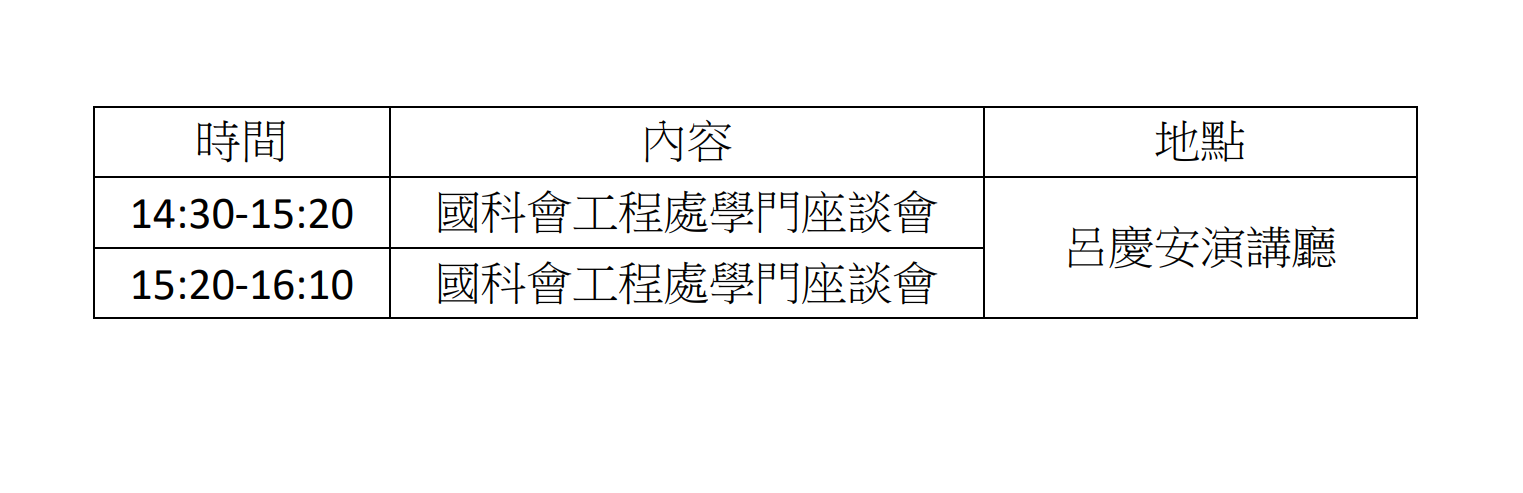 時間 內容 地點
14:30-15:20 國科會工程處學門座談會
呂慶安演講廳
15:20-16:10 國科會工程處學門座談會